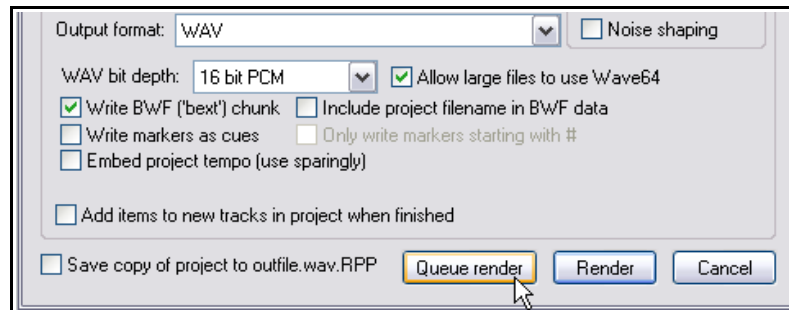 Output format: WAV Noise shaping
WAV bit depth: 16 bit PCM Allow large files to use Wave64
Write BWF ('bext') chunk Include project filename in BWF data
Write markers as cues Only write markers starting with #
Embed project tempo (use sparingly)
Add items to new tracks in project when finished
Save copy of project to outfile.wav.RPP Queue render Render Cancel